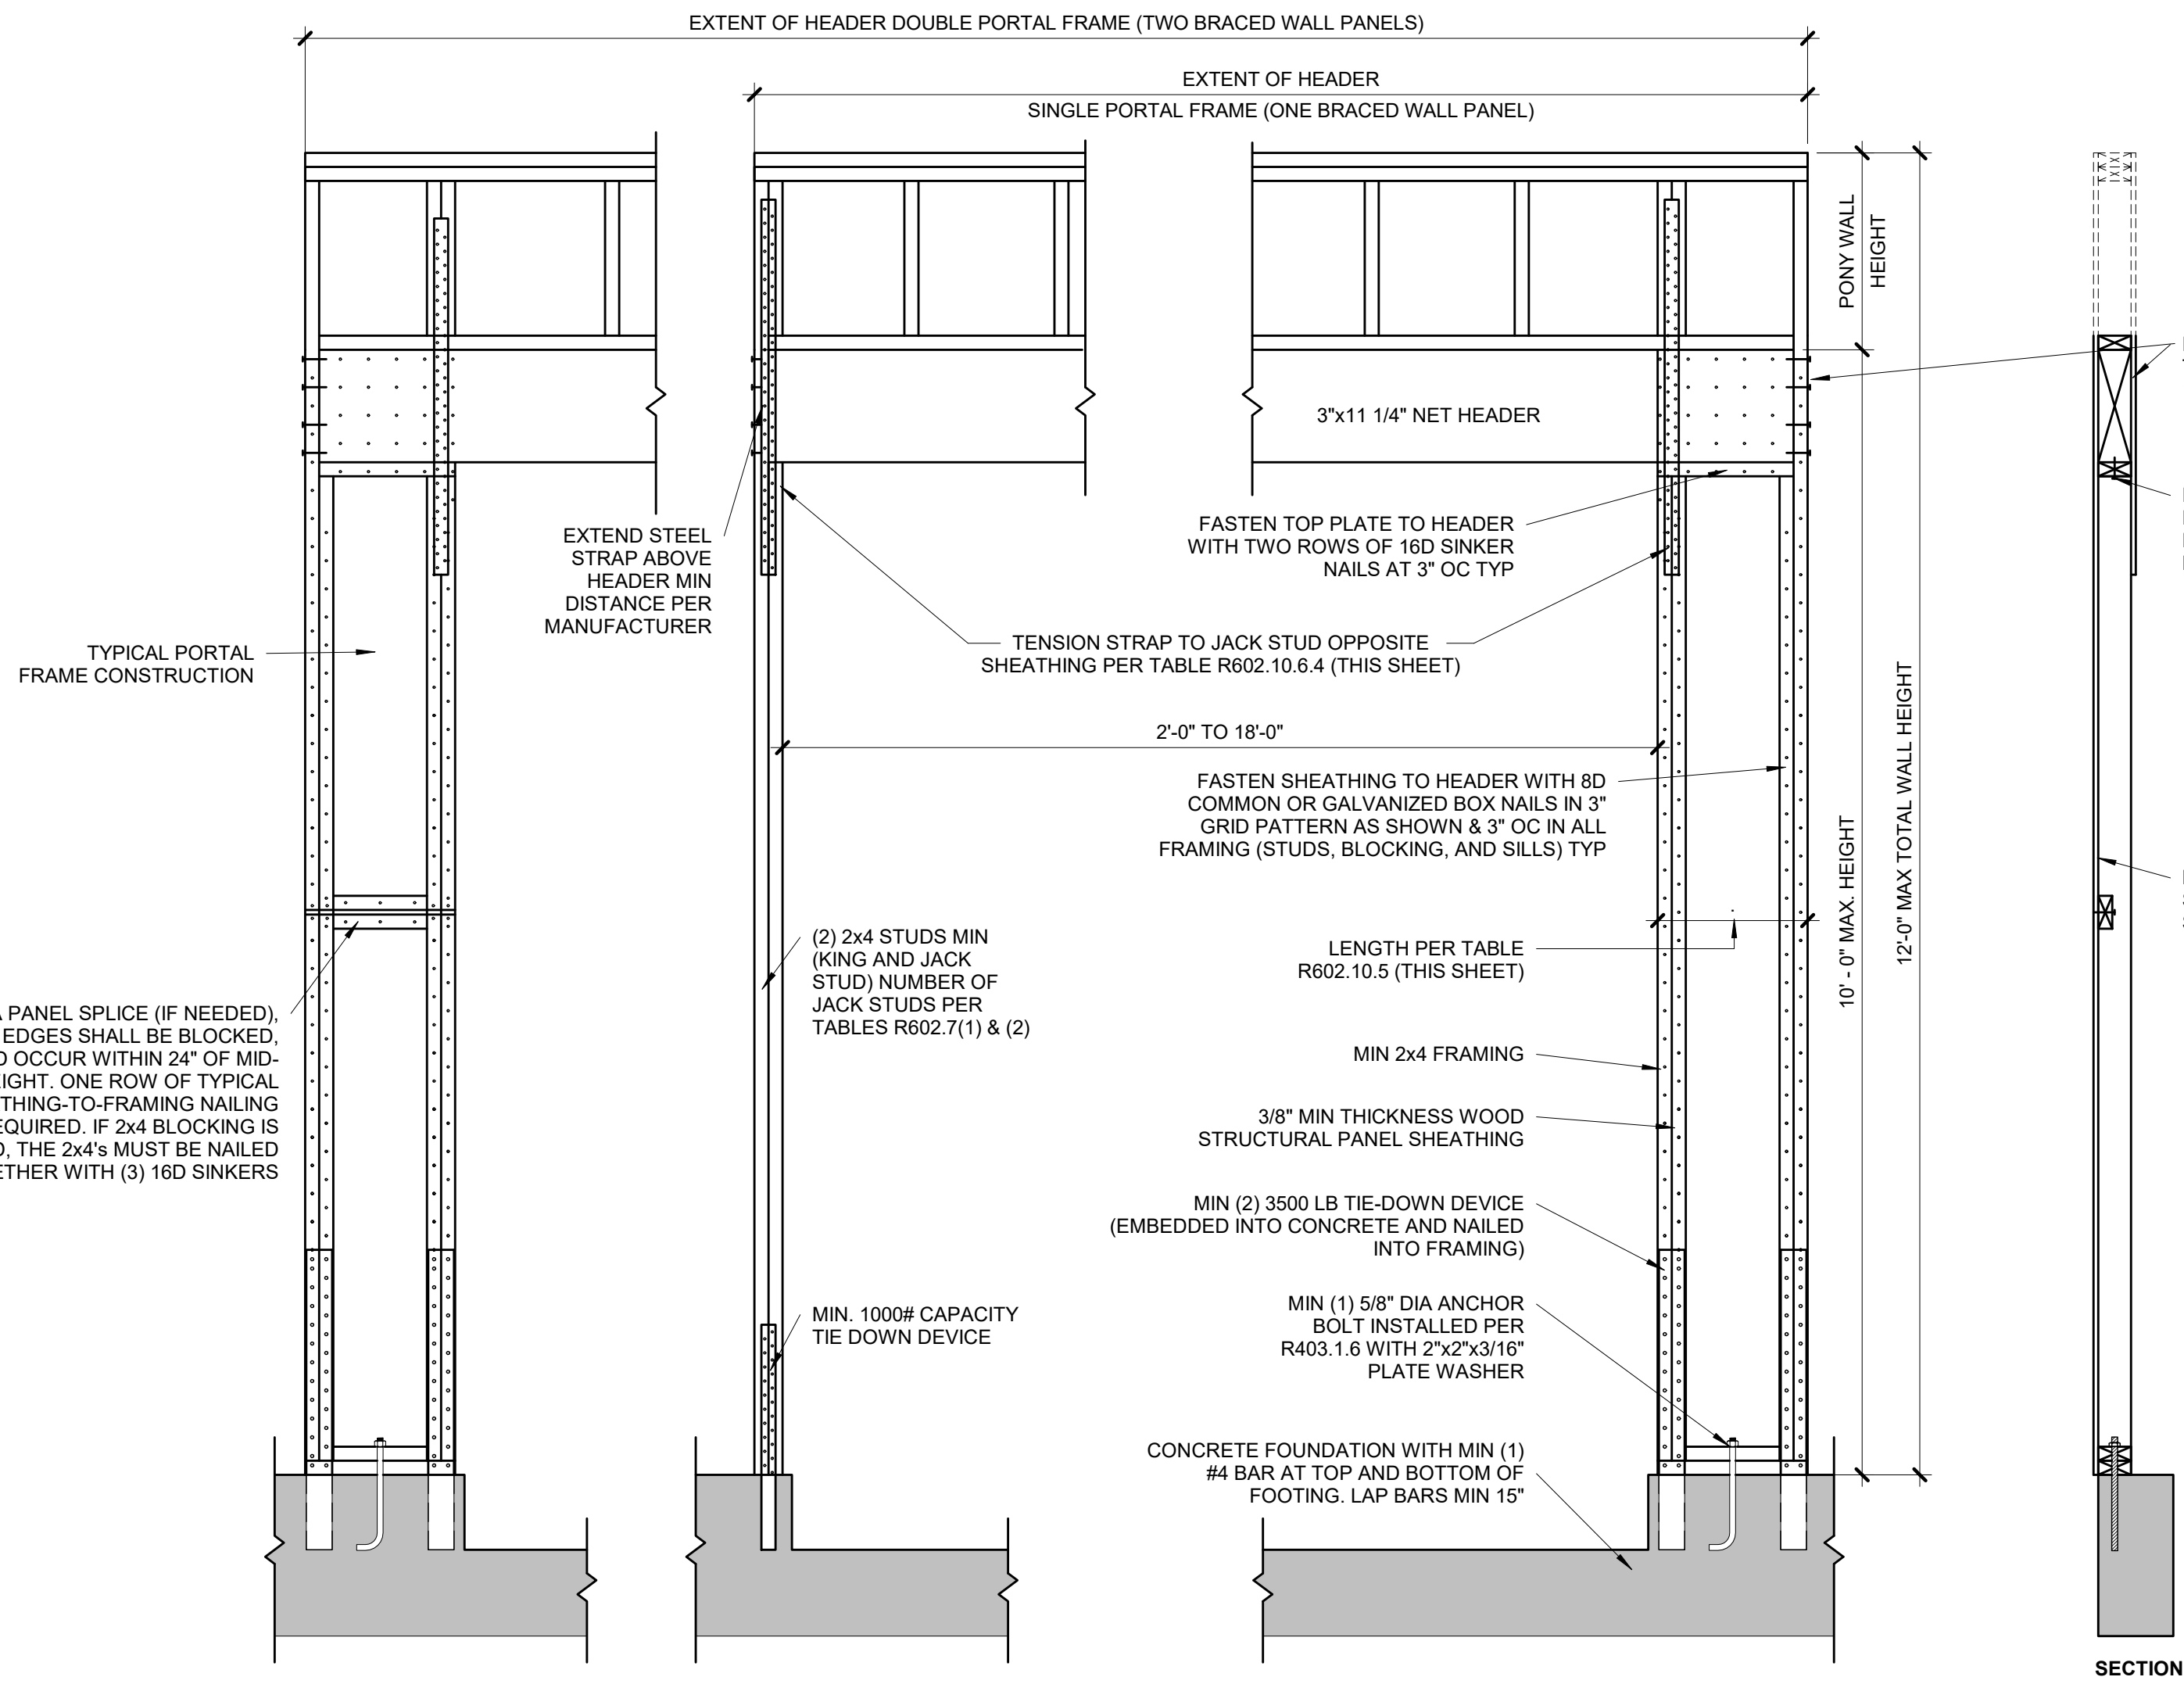 EXTENT OF HEADER DOUBLE PORTAL FRAME (TWO BRACED WALL PANELS)
EXTENT OF HEADER
SINGLE PORTAL FRAME (ONE BRACED WALL PANEL)
PONY WALL
HEIGHT
3"x11 1/4" NET HEADER
EXTEND STEEL
STRAP ABOVE
HEADER MIN
DISTANCE PER
MANUFACTURER
FASTEN TOP PLATE TO HEADER
WITH TWO ROWS OF 16D SINKER
NAILS AT 3" OC TYP
TYPICAL PORTAL
FRAME CONSTRUCTION
TENSION STRAP TO JACK STUD OPPOSITE
SHEATHING PER TABLE R602.10.6.4 (THIS SHEET)
2'-0" TO 18'-0"
FASTEN SHEATHING TO HEADER WITH 8D
COMMON OR GALVANIZED BOX NAILS IN 3"
GRID PATTERN AS SHOWN & 3" OC IN ALL
FRAMING (STUDS, BLOCKING, AND SILLS) TYP
10' - 0" MAX. HEIGHT
12'-0" MAX TOTAL WALL HEIGHT
(2) 2x4 STUDS MIN
(KING AND JACK
STUD) NUMBER OF
JACK STUDS PER
TABLES R602.7(1) & (2)
LENGTH PER TABLE
R602.10.5 (THIS SHEET)
PANEL SPLICE (IF NEEDED),
EDGES SHALL BE BLOCKED,
OCCUR WITHIN 24" OF MID-
ONE ROW OF TYPICAL
THING-TO-FRAMING NAILING
EQUIRED. IF 2x4 BLOCKING IS
THE 2x4's MUST BE NAILED
ETHER WITH (3) 16D SINKERS
MIN 2x4 FRAMING
3/8" MIN THICKNESS WOOD
STRUCTURAL PANEL SHEATHING
MIN (2) 3500 LB TIE-DOWN DEVICE
(EMBEDDED INTO CONCRETE AND NAILED
INTO FRAMING)
MIN. 1000# CAPACITY
TIE DOWN DEVICE
MIN (1) 5/8" DIA ANCHOR
BOLT INSTALLED PER
R403.1.6 WITH 2"x2"x3/16"
PLATE WASHER
CONCRETE FOUNDATION WITH MIN (1)
#4 BAR AT TOP AND BOTTOM OF
FOOTING. LAP BARS MIN 15"
SECTION